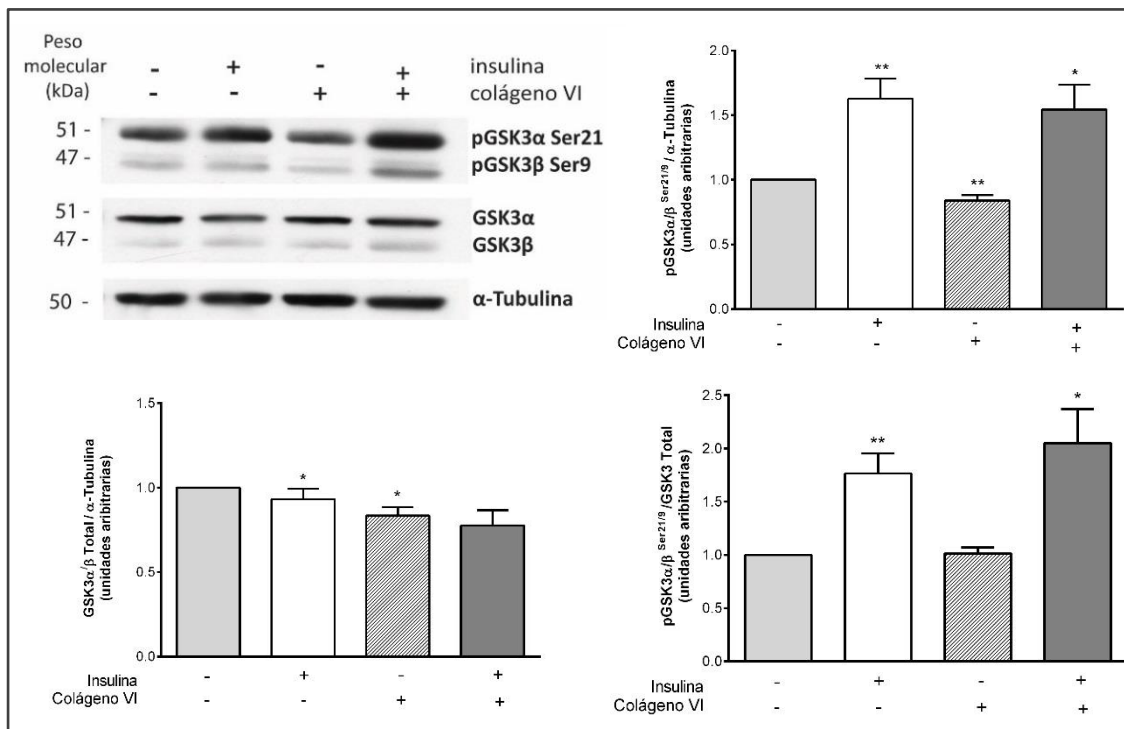 Peso
molecular
(kDa)
- + - + insulina
- - + + colágeno VI
51 - pGSK3α Ser21
47 - pGSK3β Ser9
51 - GSK3α
47 - GSK3β
50 - α-Tubulina
pGSK3α/β Ser21/9 / α-Tubulina
(unidades aribitrarias)
2.0
1.5
1.0
0.5
0.0
** ** *
Insulina - + - +
Colágeno VI - - + +
GSK3α/β Total / α-Tubulina
(unidades aribitrarias)
1.5
1.0
0.5
0.0
* *
Insulina - + - +
Colágeno VI - - + +
pGSK3α/β Ser21/9 /GSK3 Total
(unidades aribitrarias)
2.5
2.0
1.5
1.0
0.5
0.0
** *
Insulina - + - +
Colágeno VI - - + +